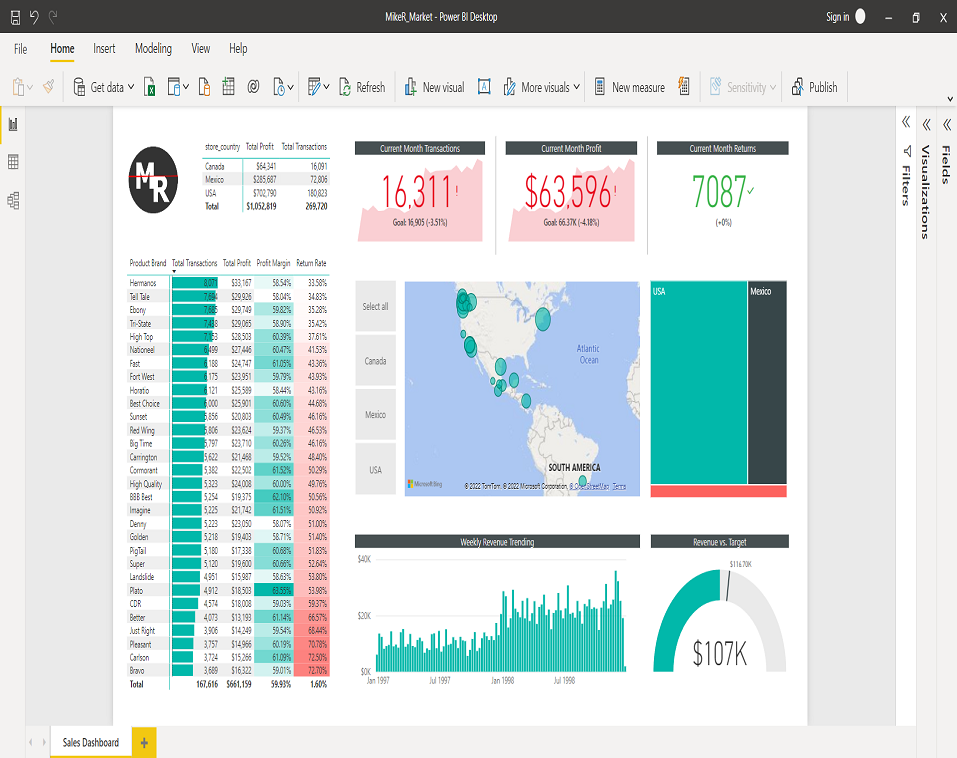 MikeR_Market - Power BI Desktop
Sign in
File Home Insert Modeling View Help
Get data Refresh New visual More visuals New measure Sensitivity Publish
MR
store_country Total Profit Total Transactions
Canada $64,341 16,091
Mexico $285,687 72,806
USA $702,790 180,823
Total $1,052,819 269,720
Current Month Transactions
16,311!
Goal: 16,905 (-3.51%)
Current Month Profit
$63,596!
Goal: 66.37K (-4.18%)
Current Month Returns
7087
(+0%)
Filters
Visualizations
Fields
Product Brand Total Transactions Total Profit Profit Margin Return Rate
Hermanos 8,071 $33,167 58.54% 33.58%
Tell Tale $29,926 58.04% 34.83%
Ebony $29,749 59.82% 35.28%
Tri-State $29,065 58.90% 35.42%
High Top $28,503 60.39% 37.61%
Nationeel 6,499 $27,446 60.47% 41.53%
Fast 6,188 $24,747 61.05% 43.36%
Fort West 6,175 $23,951 59.79% 43.93%
Horatio 6,121 $25,589 58.44% 43.16%
Best Choice 6,000 $25,901 60.60% 44.68%
Sunset 5,856 $20,803 60.49% 46.16%
Red Wing 5,806 $23,624 59.37% 46.53%
Big Time 5,797 $23,710 60.26% 46.16%
Carrington 5,622 $21,468 59.52% 48.40%
Cormorant 5,382 $22,502 61.52% 50.29%
High Quality 5,323 $24,008 60.00% 49.76%
BBB Best 5,254 $19,375 62.10% 50.56%
Imagine 5,225 $21,742 61.51% 50.92%
Denny 5,223 $23,050 58.07% 51.00%
Golden 5,218 $19,403 58.71% 51.40%
PigTail 5,180 $17,338 60.68% 51.83%
Super 5,120 $19,600 60.66% 52.64%
Landslide 4,951 $15,987 58.63% 53.80%
Plato 4,912 $18,503 63.55% 53.98%
CDR 4,574 $18,008 59.03% 59.37%
Better 4,073 $13,193 61.14% 66.57%
Just Right 3,906 $14,249 59.54% 68.44%
Pleasant 3,757 $14,966 60.19% 70.78%
Carlson 3,724 $15,266 61.09% 72.50%
Bravo 3,689 $16,322 59.01% 72.70%
Total 167,616 $661,159 59.93% 1.60%
Select all
Canada
Mexico
USA
Atlantic
Ocean
SOUTH AMERICA
Microsoft Bing
© 2022 TomTom, © 2022 Microsoft Corporation, © OpenStreetMap Terms
USA
Mexico
Weekly Revenue Trending
$40K
$20K
$0K
Jan 1997 Jul 1997 Jan 1998 Jul 1998
Revenue vs. Target
$116.70K
$107K
Sales Dashboard +